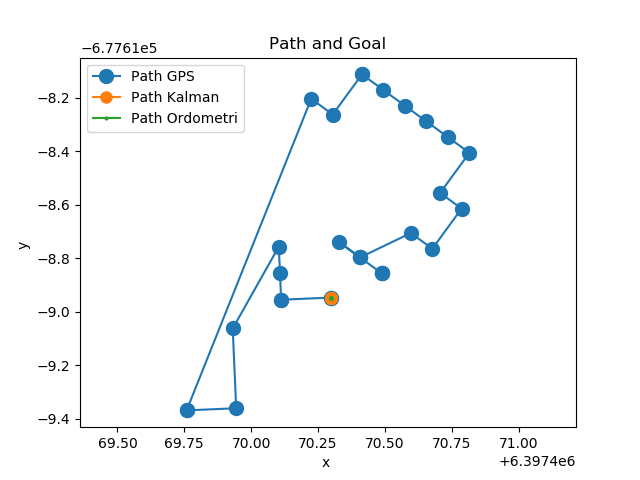 Path and Goal
−6.7761e5
Path GPS
Path Kalman
Path Ordometri
−8.2
−8.4
−8.6
−8.8
−9.0
−9.2
−9.4
y
69.50 69.75 70.00 70.25 70.50 70.75 71.00
x
+6.3974e6